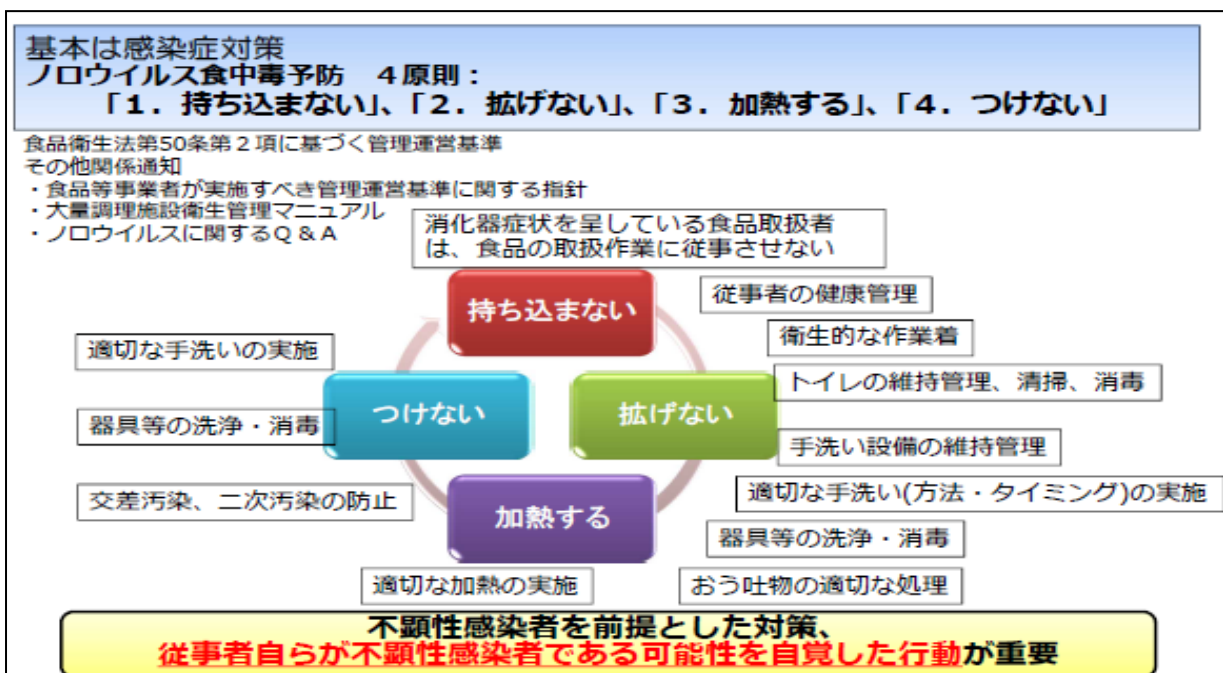 基本は感染症対策
ノロウイルス食中毒予防　４原則：
「１．持ち込まない」、「２．拡げない」、「３．加熱する」、「４．つけない」
食品衛生法第50条第２項に基づく管理運営基準
その他関係通知
・食品等事業者が実施すべき管理運営基準に関する指針
・大量調理施設衛生管理マニュアル
・ノロウイルスに関するＱ＆Ａ
消化器症状を呈している食品取扱者
は、食品の取扱作業に従事させない
持ち込まない
従事者の健康管理
衛生的な作業着
適切な手洗いの実施
トイレの維持管理、清掃、消毒
つけない
拡げない
器具等の洗浄・消毒
手洗い設備の維持管理
交差汚染、二次汚染の防止
適切な手洗い(方法・タイミング)の実施
加熱する
器具等の洗浄・消毒
適切な加熱の実施
おう吐物の適切な処理
不顕性感染者を前提とした対策、
従事者自らが不顕性感染者である可能性を自覚した行動が重要